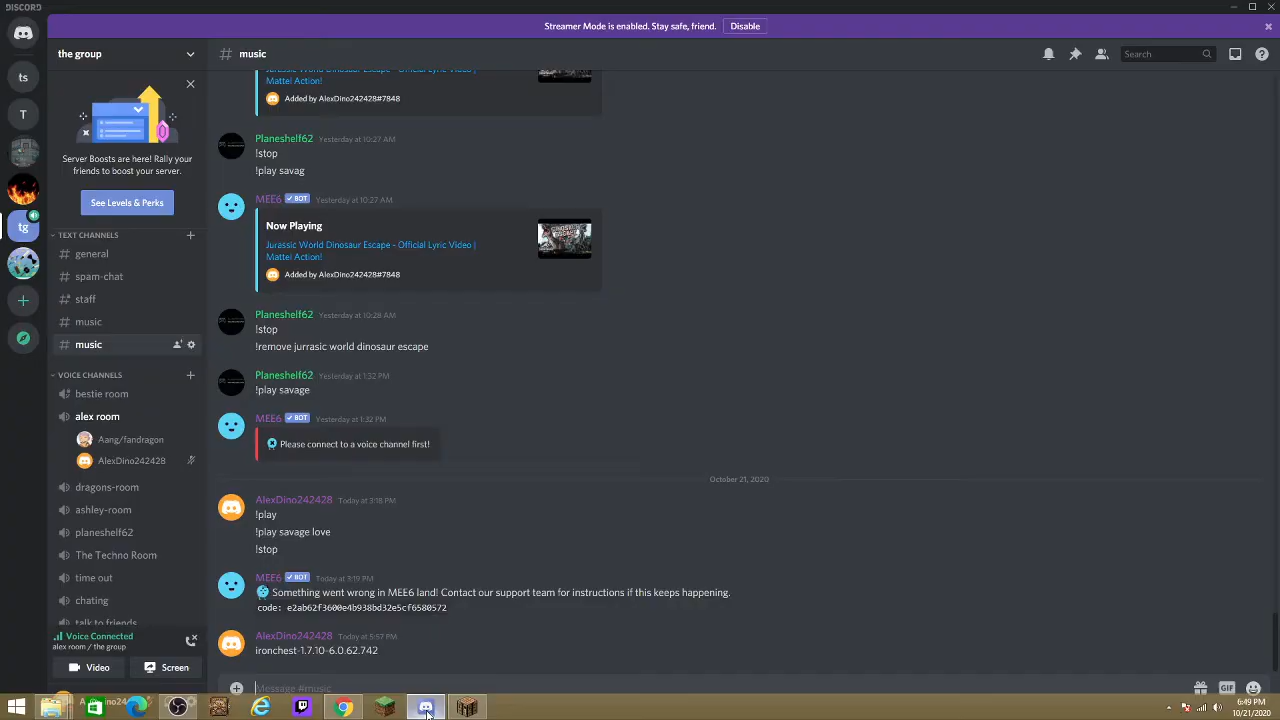 DISCORD
Streamer Mode is enabled. Stay safe, friend. Disable
the group
# music
Search
ts
T
tg
Server Boosts are here! Rally your
friends to boost your server.
See Levels & Perks
TEXT CHANNELS
general
spam-chat
staff
music
music
VOICE CHANNELS
bestie room
alex room
Aang/fandragon
AlexDino242428
dragons-room
ashley-room
planeshelf62
The Techno Room
time out
chating
talk to friends
Voice Connected
alex room / the group
Video
Screen
Jurassic World Dinosaur Escape - Official Lyric Video |
Mattel Action!
Added by AlexDino242428#7848
Planeshelf62 Yesterday at 10:27 AM
!stop
!play savag
MEE6 BOT Yesterday at 10:27 AM
Now Playing
Jurassic World Dinosaur Escape - Official Lyric Video |
Mattel Action!
Added by AlexDino242428#7848
Planeshelf62 Yesterday at 10:28 AM
!stop
!remove jurrasic world dinosaur escape
Planeshelf62 Yesterday at 1:32 PM
!play savage
MEE6 BOT Yesterday at 1:32 PM
Please connect to a voice channel first!
October 21, 2020
AlexDino242428 Today at 3:18 PM
!play
!play savage love
!stop
MEE6 BOT Today at 3:19 PM
Something went wrong in MEE6 land! Contact our support team for instructions if this keeps happening.
code: e2ab62f3600e4b938bd32e5cf6580572
AlexDino242428 Today at 5:57 PM
ironchest-1.7.10-6.0.62.742
Message #music
GIF
6:49 PM
10/21/2020